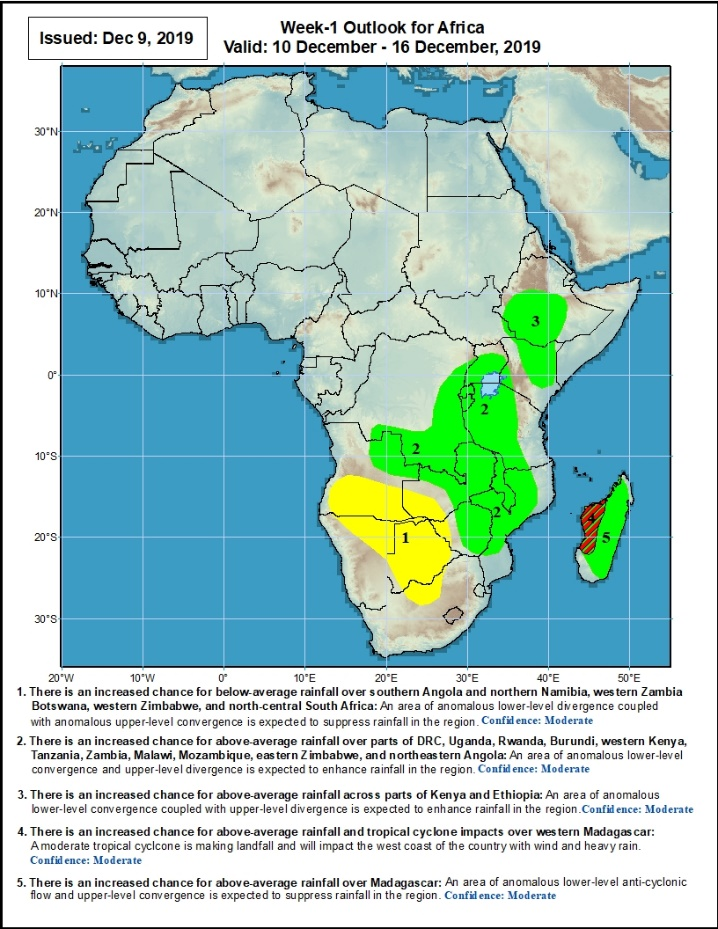 Issued: Dec 9, 2019
Week-1 Outlook for Africa
Valid: 10 December - 16 December, 2019
30°N
20°N
10°N
0°
10°S
20°S
30°S
3
2
2
2
1
4
5
20°W
10°W
0°
10°E
20°E
30°E
40°E
50°E
1. There is an increased chance for below-average rainfall over southern Angola and northern Namibia, western Zambia
Botswana, western Zimbabwe, and north-central South Africa: An area of anomalous lower-level divergence coupled
with anomalous upper-level convergence is expected to suppress rainfall in the region. Confidence: Moderate
2. There is an increased chance for above-average rainfall over parts of DRC, Uganda, Rwanda, Burundi, western Kenya,
Tanzania, Zambia, Malawi, Mozambique, eastern Zimbabwe, and northeastern Angola: An area of anomalous lower-level
convergence and upper-level divergence is expected to enhance rainfall in the region. Confidence: Moderate
3. There is an increased chance for above-average rainfall across parts of Kenya and Ethiopia: An area of anomalous
lower-level convergence coupled with upper-level divergence is expected to enhance rainfall in the region. Confidence: Moderate
4. There is an increased chance for above-average rainfall and tropical cyclone impacts over western Madagascar:
A moderate tropical cyclcone is making landfall and will impact the west coast of the country with wind and heavy rain.
Confidence: Moderate
5. There is an increased chance for above-average rainfall over Madagascar: An area of anomalous lower-level anti-cyclonic
flow and upper-level convergence is expected to suppress rainfall in the region. Confidence: Moderate